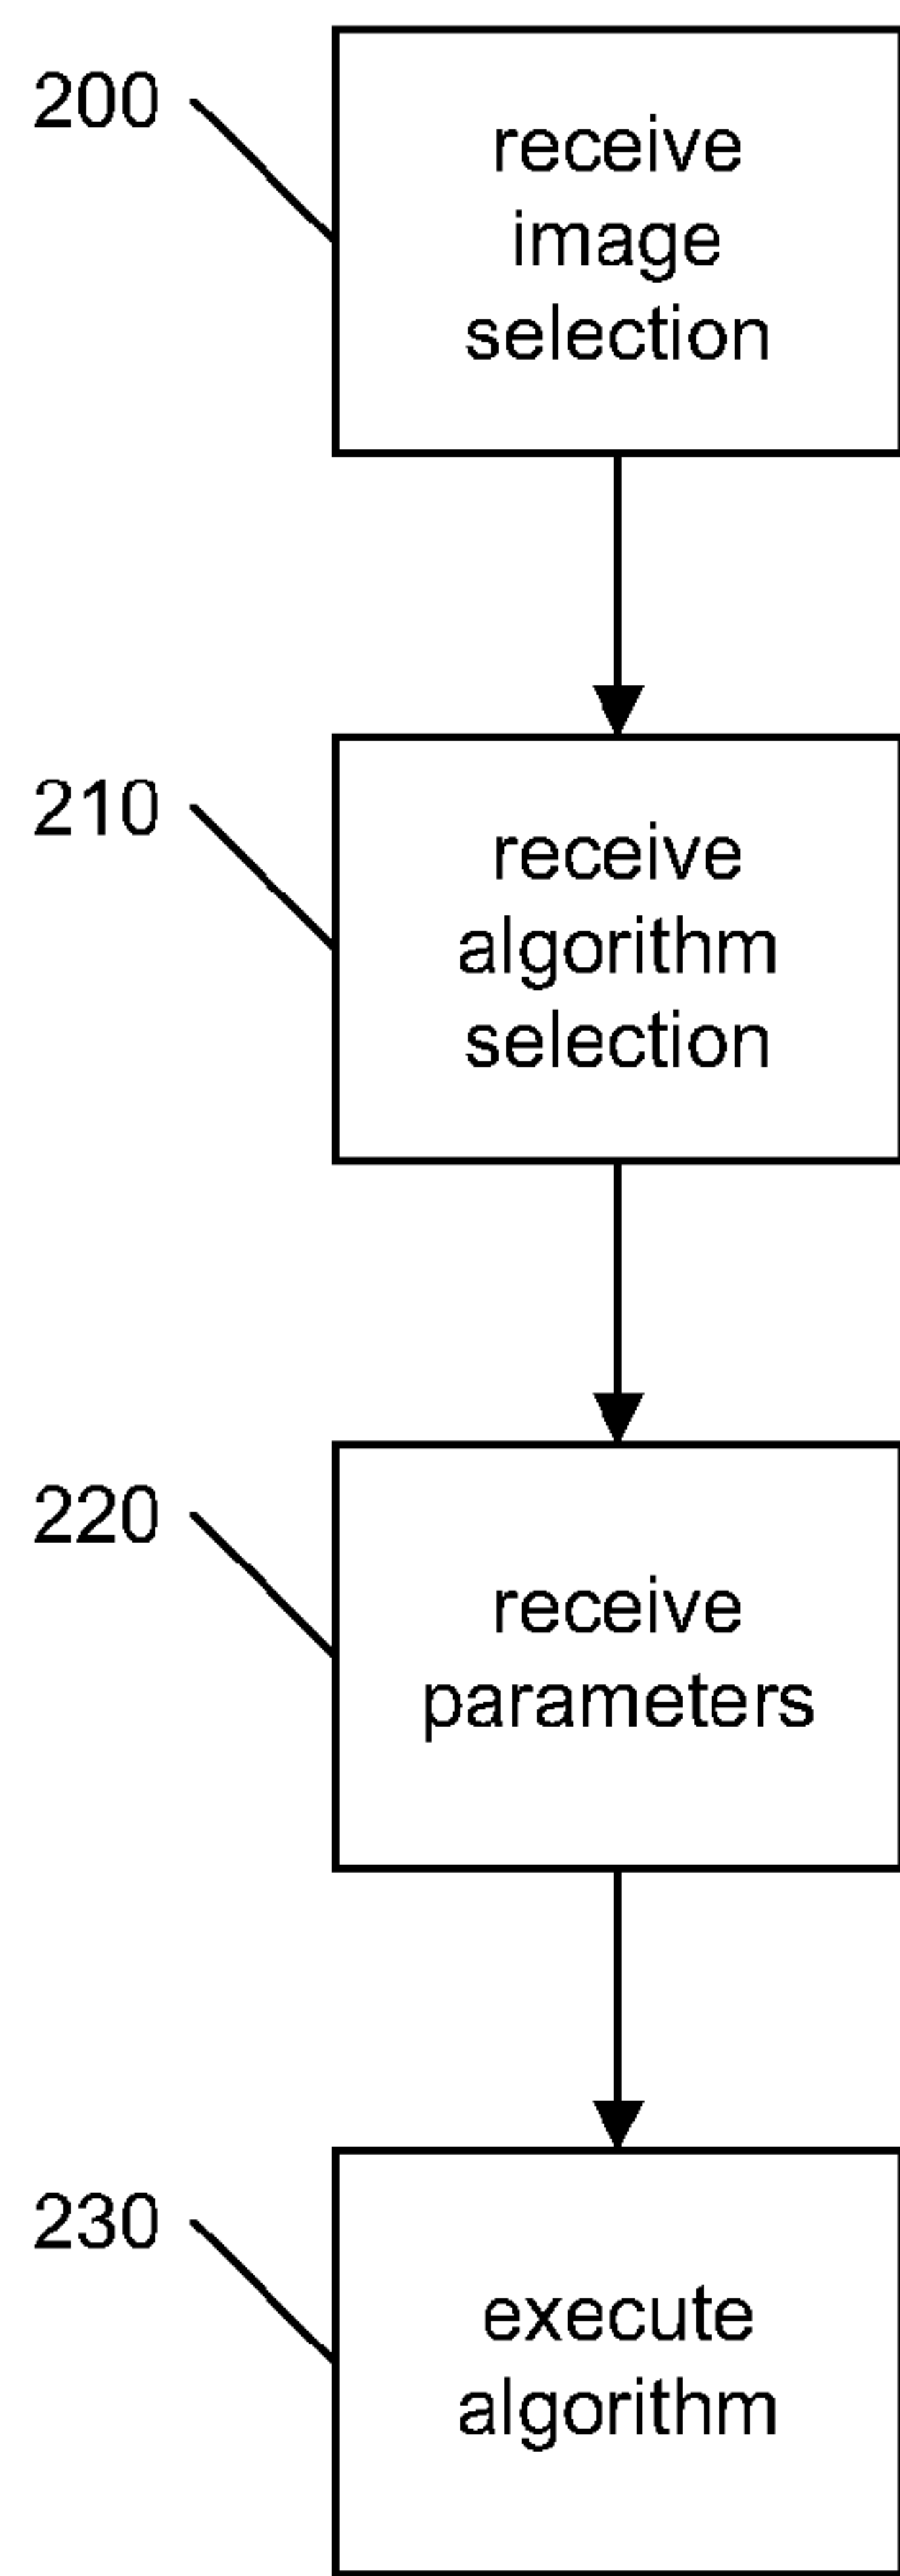 200
receive
image
selection
210
receive
algorithm
selection
220
receive
parameters
230
execute
algorithm